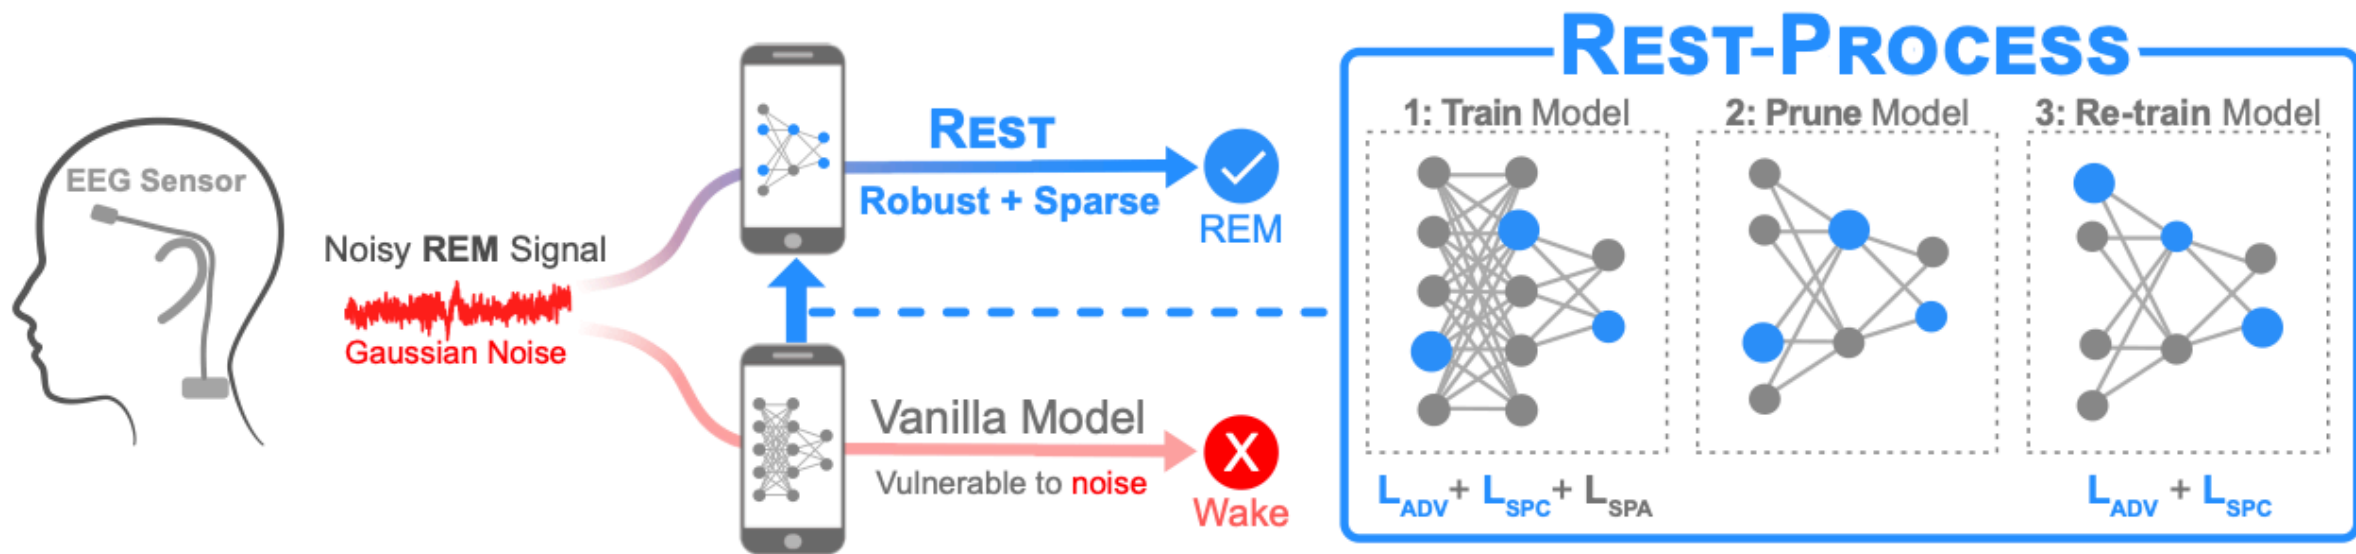 EEG Sensor
Noisy REM Signal
Gaussian Noise
REST
Robust + Sparse
REM
Vanilla Model
Vulnerable to noise
X
Wake
REST-PROCESS
1: Train Model
2: Prune Model
3: Re-train Model
LADV+ LSPC+ LSPA
LADV + LSPC